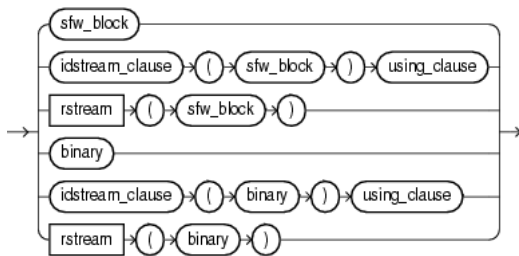 sfw_block
idstream_clause ( sfw_block ) using_clause
rstream ( sfw_block )
binary
idstream_clause ( binary ) using_clause
rstream ( binary )